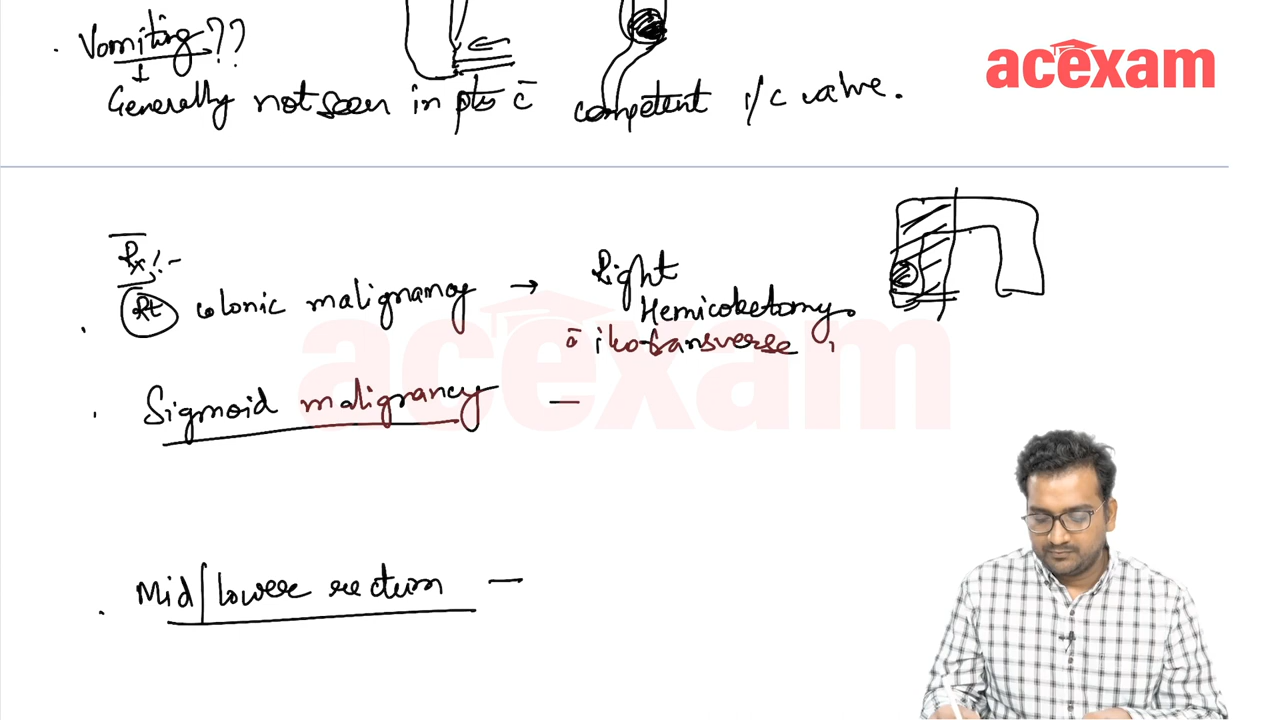 . Vomiting ??
acexam
Generally not seen in pts c̄ competent i/c valve.
Rx :-
. Rt colonic malignancy → Right
Hemicolectomy.
c̄ ileo-transverse
. Sigmoid malignancy —
. Mid/lower rectum —
acexam